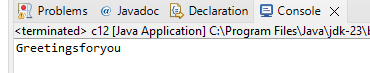 Problems @ Javadoc Declaration Console ×
<terminated> c12 [Java Application] C:\Program Files\Java\jdk-23\
Greetingsforyou